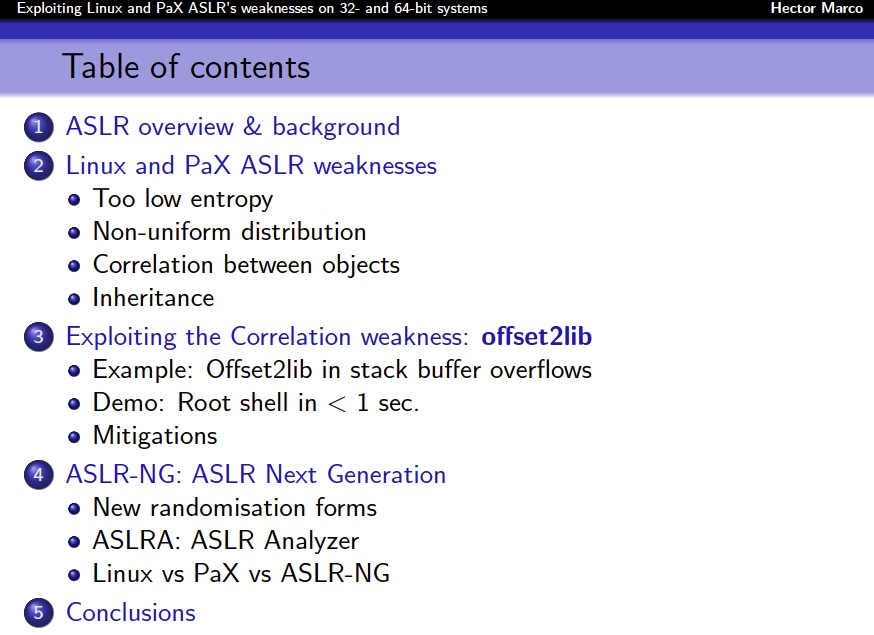 Exploiting Linux and PaX ASLR's weaknesses on 32- and 64-bit systems Hector Marco
Table of contents
1 ASLR overview & background
2 Linux and PaX ASLR weaknesses
Too low entropy
Non-uniform distribution
Correlation between objects
Inheritance
3 Exploiting the Correlation weakness: offset2lib
Example: Offset2lib in stack buffer overflows
Demo: Root shell in < 1 sec.
Mitigations
4 ASLR-NG: ASLR Next Generation
New randomisation forms
ASLRA: ASLR Analyzer
Linux vs PaX vs ASLR-NG
5 Conclusions